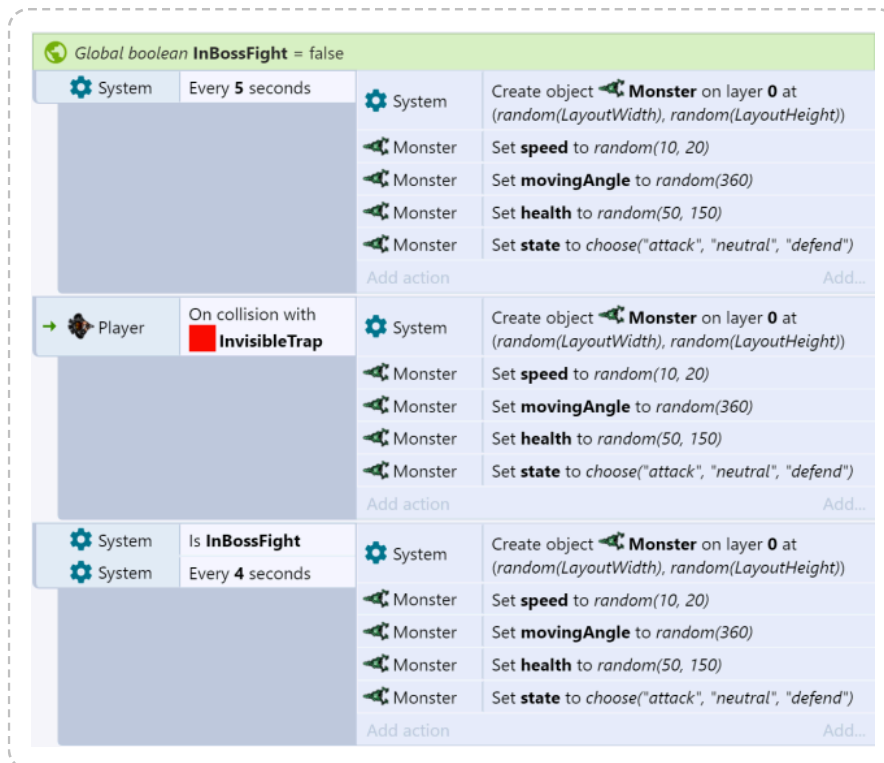 Global boolean InBossFight = false
System Every 5 seconds
System Create object Monster on layer 0 at
(random(LayoutWidth), random(LayoutHeight))
Monster Set speed to random(10, 20)
Monster Set movingAngle to random(360)
Monster Set health to random(50, 150)
Monster Set state to choose("attack", "neutral", "defend")
Add action Add...
Player On collision with
InvisibleTrap
System Create object Monster on layer 0 at
(random(LayoutWidth), random(LayoutHeight))
Monster Set speed to random(10, 20)
Monster Set movingAngle to random(360)
Monster Set health to random(50, 150)
Monster Set state to choose("attack", "neutral", "defend")
Add action Add...
System Is InBossFight
System Every 4 seconds
System Create object Monster on layer 0 at
(random(LayoutWidth), random(LayoutHeight))
Monster Set speed to random(10, 20)
Monster Set movingAngle to random(360)
Monster Set health to random(50, 150)
Monster Set state to choose("attack", "neutral", "defend")
Add action Add...